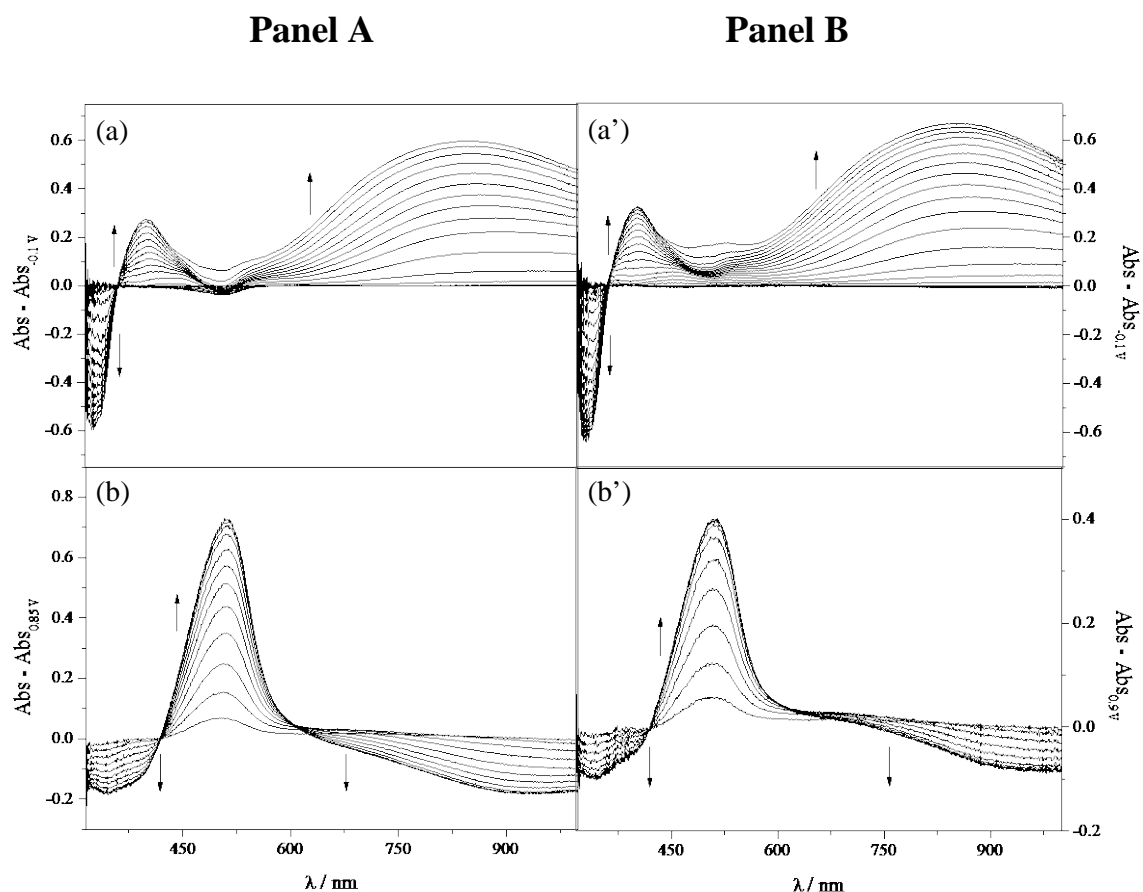 Panel A Panel B
(a) (a')
0.6 0.6
0.4 0.4
0.2 0.2
0.0 0.0
-0.2 -0.2
-0.4 -0.4
-0.6 -0.6
Abs - Abs-0.1 V
Abs - Abs-0.1 V
(b) (b')
0.8
0.6
0.4
0.2
0.0
-0.2
0.4
0.2
0.0
-0.1
-0.2
Abs - Abs0.85 V
Abs - Abs0.9 V
450 600 750 900 450 600 750 900
λ / nm λ / nm